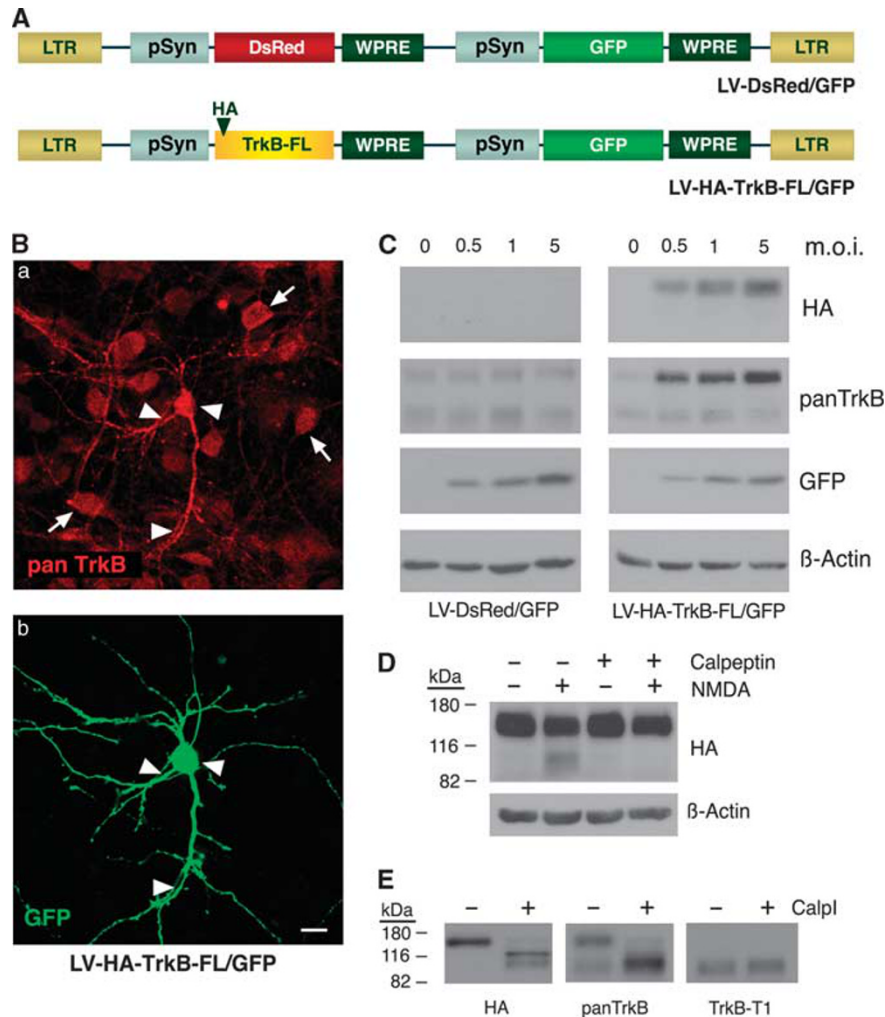 A
LTR pSyn DsRed WPRE pSyn GFP WPRE LTR
LV-DsRed/GFP
HA
LTR pSyn TrkB-FL WPRE pSyn GFP WPRE LTR
LV-HA-TrkB-FL/GFP
B
a
pan TrkB
b
GFP
LV-HA-TrkB-FL/GFP
C
0 0.5 1 5 0 0.5 1 5 m.o.i.
HA
panTrkB
GFP
ß-Actin
LV-DsRed/GFP LV-HA-TrkB-FL/GFP
D
– – + + Calpeptin
kDa – + – + NMDA
180 –
116 –
82 –
HA
ß-Actin
E
kDa – + – + – + CalpI
180 –
116 –
82 –
HA panTrkB TrkB-T1